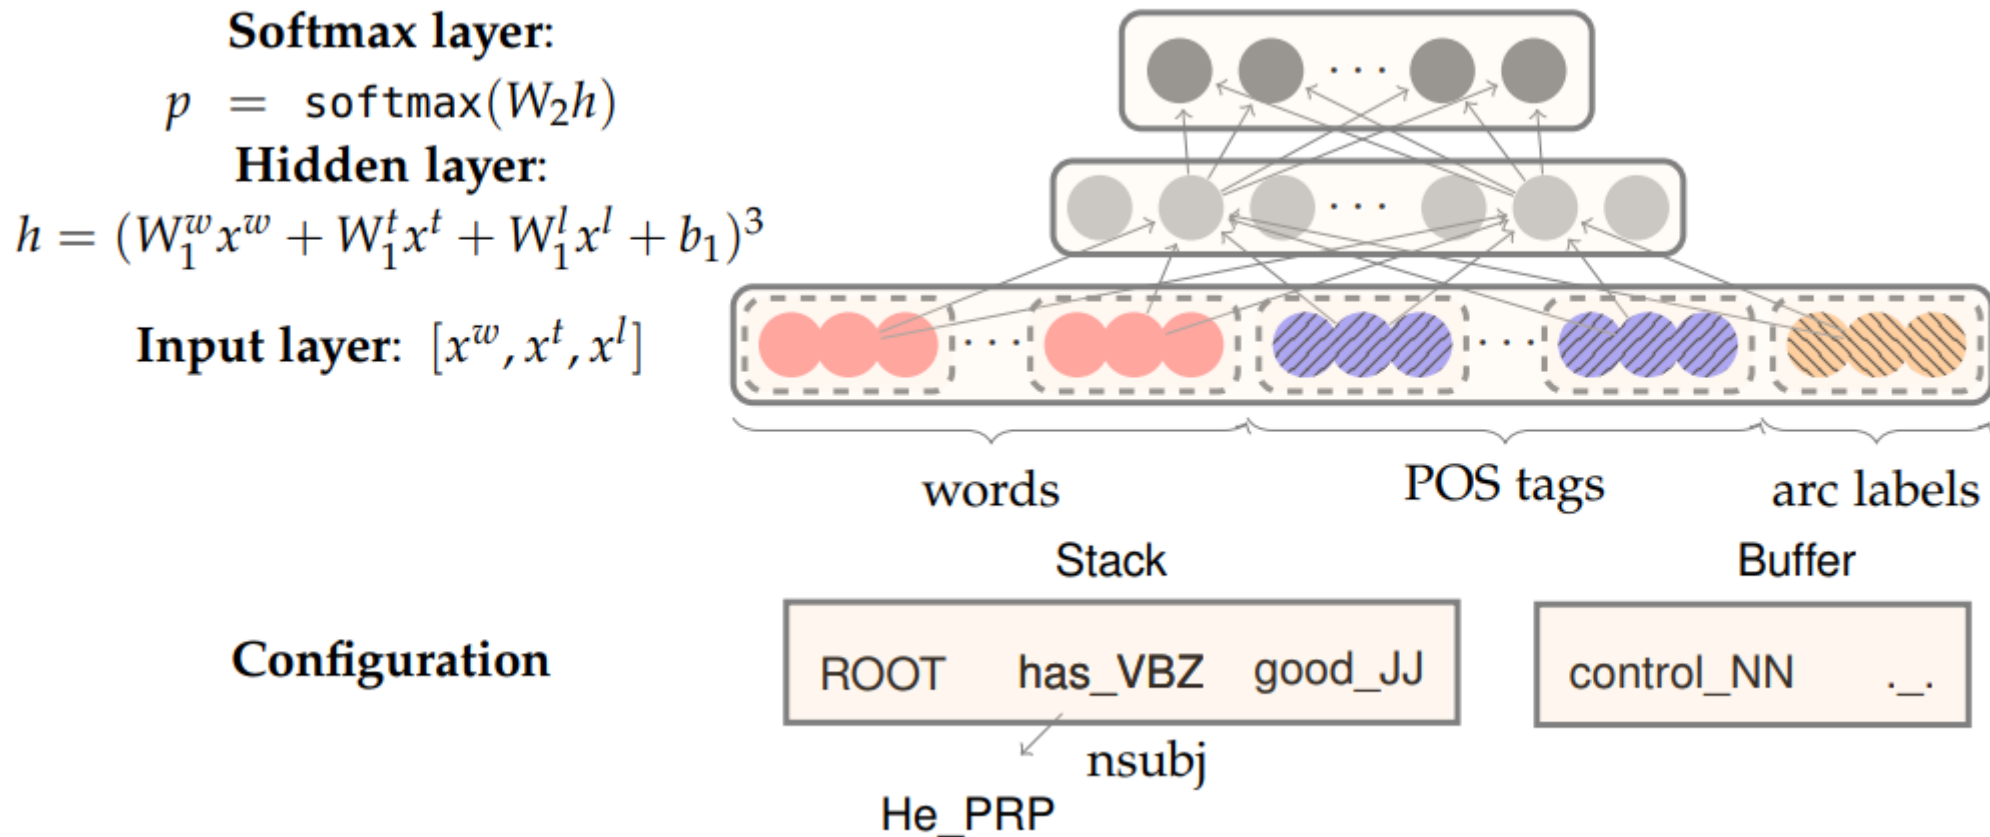 Softmax layer:
p = softmax(W₂h)
Hidden layer:
h = (W₁ʷxʷ + W₁ᵗxᵗ + W₁ˡxˡ + b₁)³
Input layer: [xʷ, xᵗ, xˡ]
· · ·
· · ·
· · · · · ·
words POS tags arc labels
Stack Buffer
Configuration ROOT has_VBZ good_JJ control_NN ._.
nsubj
He_PRP